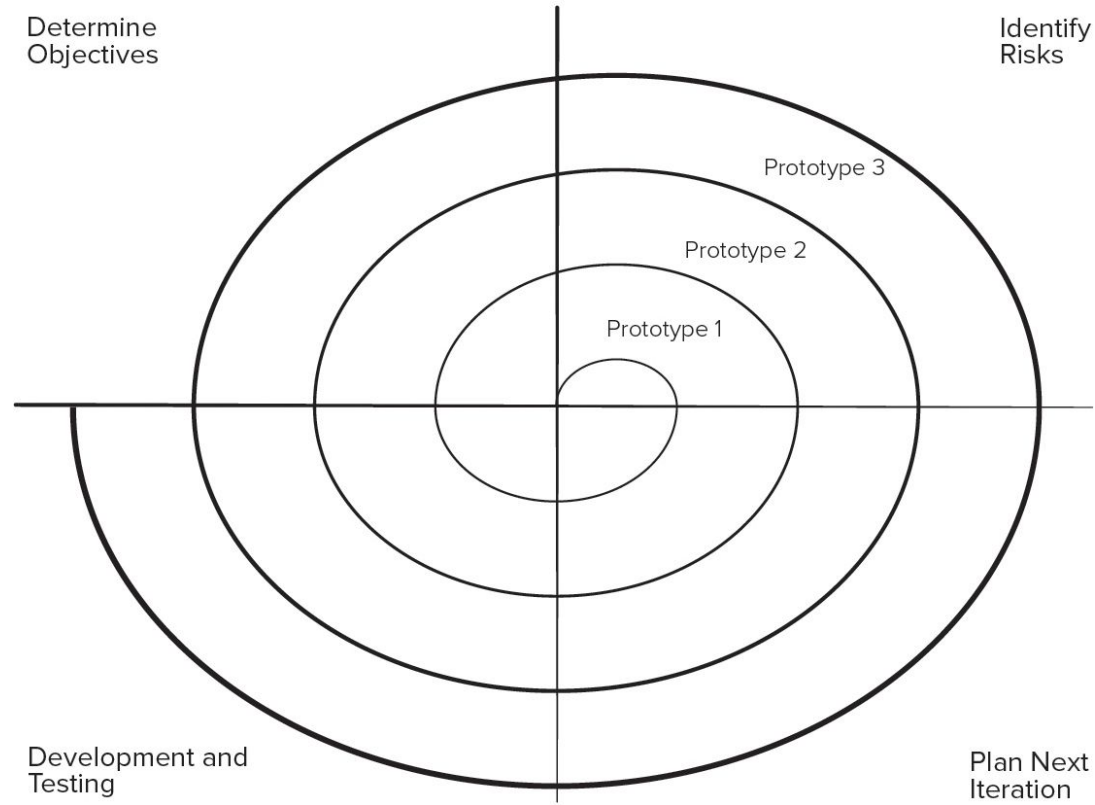 Determine
Objectives
Identify
Risks
Prototype 3
Prototype 2
Prototype 1
Development and
Testing
Plan Next
Iteration